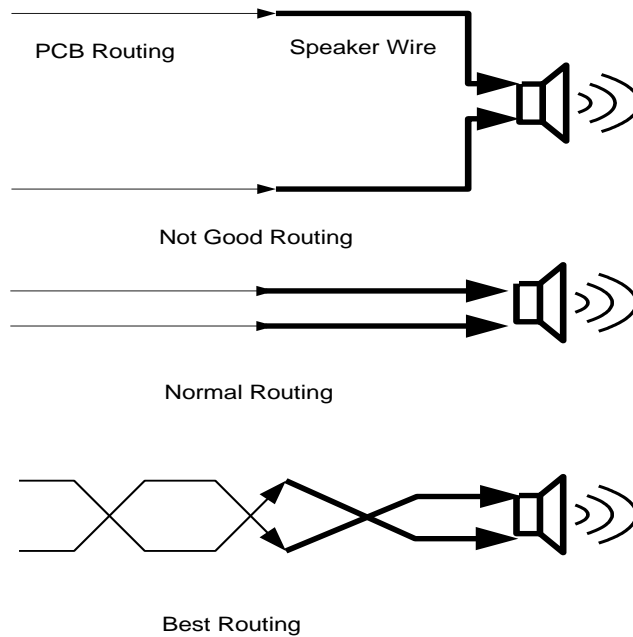 PCB Routing
Speaker Wire
Not Good Routing
Normal Routing
Best Routing